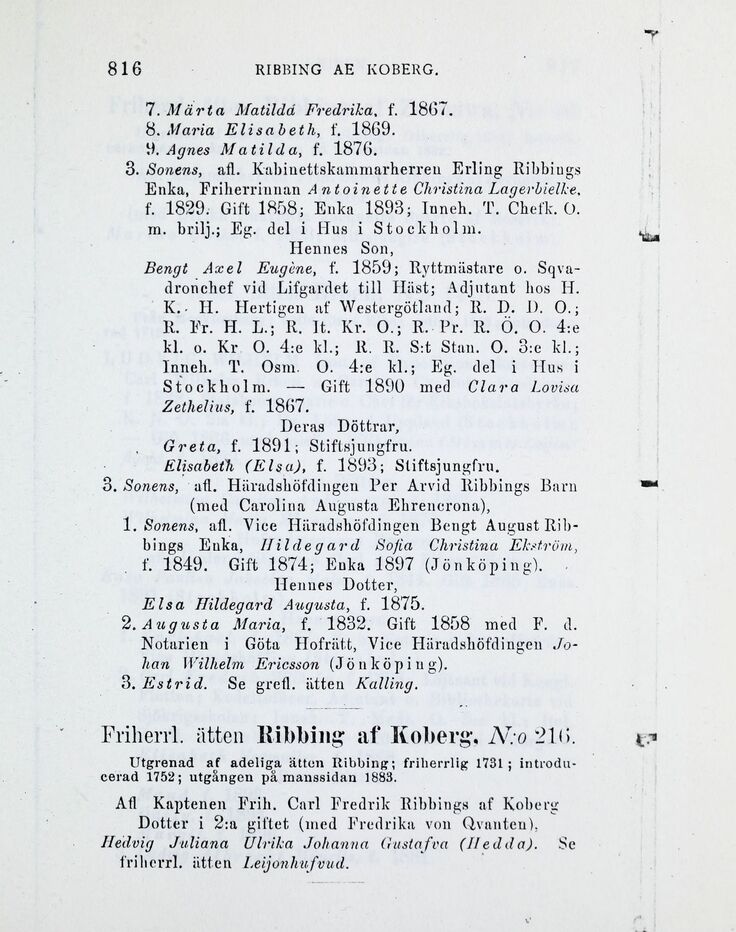 816 RIBBING AE KOBERG.
7. Märta Matilda Fredrika, f. 1867.
8. Maria Elisabeth, f. 1869.
9. Agnes Matilda, f. 1876.
3. Sonens, afl. Kabinettskammarherren Erling Ribbings
Enka, Friherrinnan Antoinette Christina Lagerbielke,
f. 1829. Gift 1858; Enka 1893; Inneh. T. Chefk. O.
m. brilj.; Eg. del i Hus i Stockholm.
Hennes Son,
Bengt Axel Eugène, f. 1859; Ryttmästare o. Sqva-
dronchef vid Lifgardet till Häst; Adjutant hos H.
K. H. Hertigen af Westergötland; R. D. D. O.;
R. Fr. H. L.; R. It. Kr. O.; R. Pr. R. Ö. O. 4:e
kl. o. Kr. O. 4:e kl.; R. R. S:t Stan. O. 3:e kl.;
Inneh. T. Osm. O. 4:e kl.; Eg. del i Hus i
Stockholm. — Gift 1890 med Clara Lovisa
Zethelius, f. 1867.
Deras Döttrar,
Greta, f. 1891; Stiftsjungfru.
Elisabeth (Elsa), f. 1893; Stiftsjungfru.
3. Sonens, afl. Häradshöfdingen Per Arvid Ribbings Barn
(med Carolina Augusta Ehrencrona),
1. Sonens, afl. Vice Häradshöfdingen Bengt August Rib-
bings Enka, Hildegard Sofia Christina Ekström,
f. 1849. Gift 1874; Enka 1897 (Jönköping).
Hennes Dotter,
Elsa Hildegard Augusta, f. 1875.
2. Augusta Maria, f. 1832. Gift 1858 med F. d.
Notarien i Göta Hofrätt, Vice Häradshöfdingen Jo-
han Wilhelm Ericsson (Jönköping).
3. Estrid. Se grefl. ätten Kalling.
Friherrl. ätten Ribbing af Koberg, N:o 216.
Utgrenad af adeliga ätten Ribbing; friherrlig 1731; introdu-
cerad 1752; utgången på manssidan 1883.
Afl Kaptenen Frih. Carl Fredrik Ribbings af Koberg
Dotter i 2:a giftet (med Fredrika von Qvanten),
Hedvig Juliana Ulrika Johanna Gustafva (Hedda). Se
friherrl. ätten Leijonhufvud.